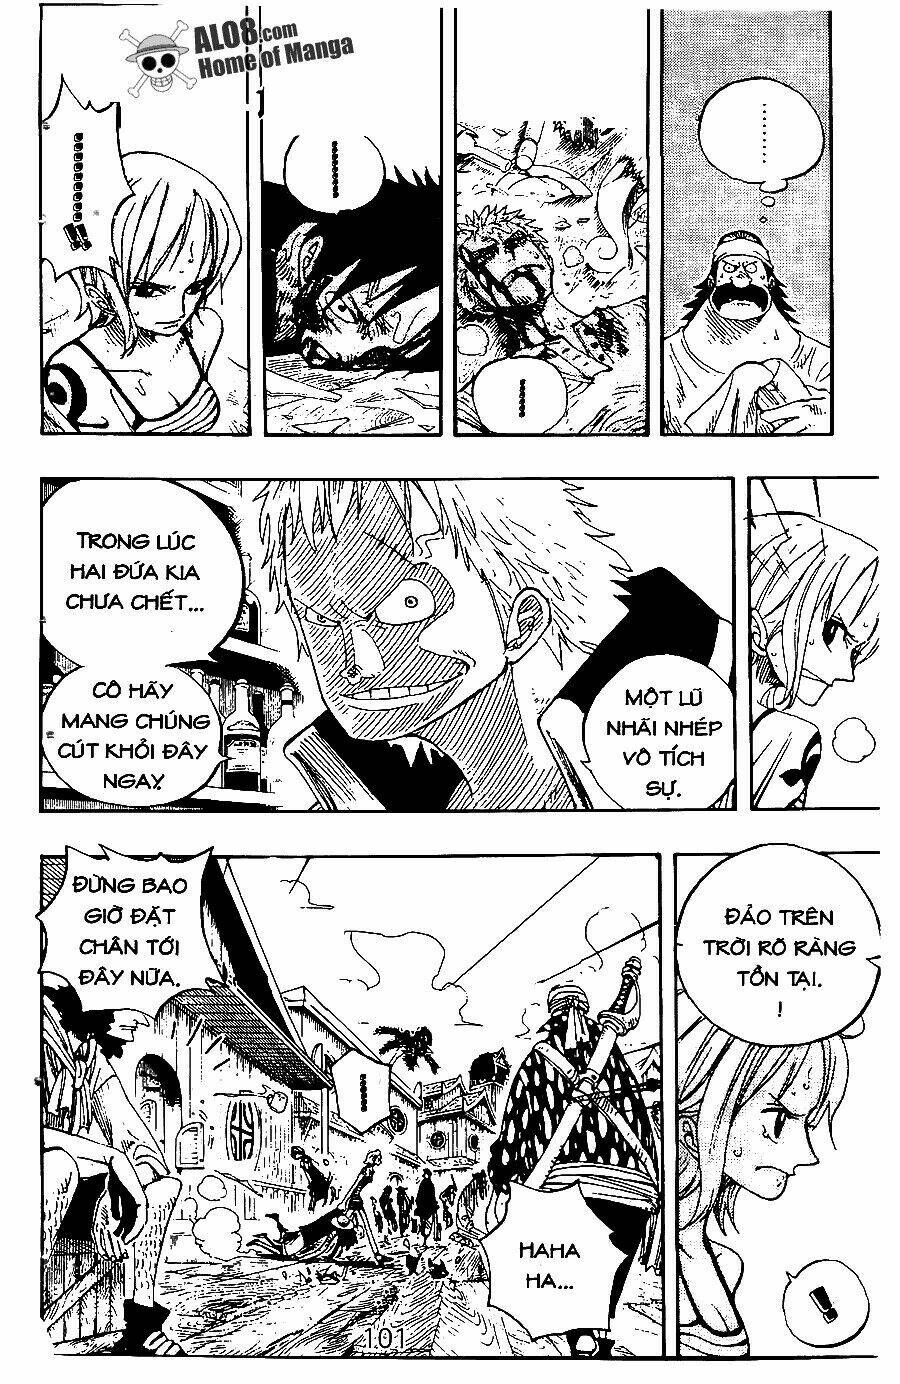 ALO8.com
Home of Manga
.......
!!
MỘT LŨ
NHÃI NHÉP
VÔ TÍCH
SỰ.
TRONG LÚC
HAI ĐỨA KIA
CHƯA CHẾT...
CÔ HÃY
MANG CHÚNG
CÚT KHỎI ĐÂY
NGAY.
ĐẢO TRÊN
TRỜI RÕ RÀNG
TỒN TẠI.
!
!!
ĐỪNG BAO
GIỜ ĐẶT
CHÂN TỚI
ĐÂY NỮA.
HAHA
HA...
101